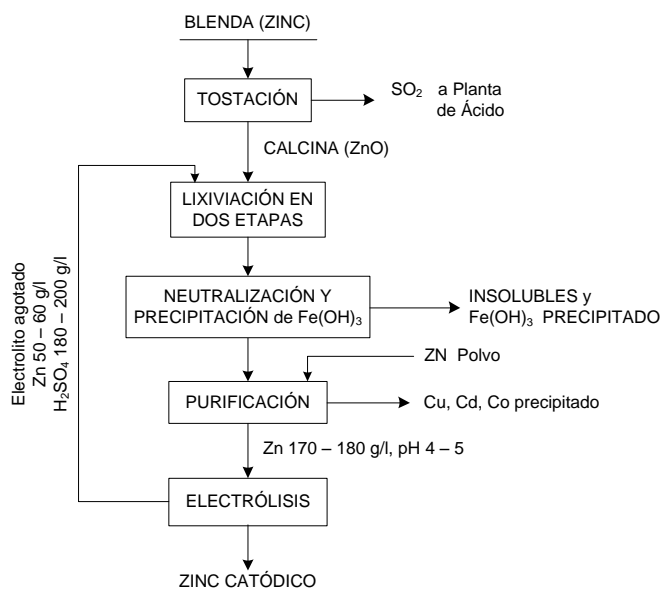 BLENDA (ZINC)
TOSTACIÓN
SO2 a Planta
de Ácido
CALCINA (ZnO)
LIXIVIACIÓN EN
DOS ETAPAS
Electrolito agotado
Zn 50 – 60 g/l
H2SO4 180 – 200 g/l
NEUTRALIZACIÓN Y
PRECIPITACIÓN de Fe(OH)3
INSOLUBLES y
Fe(OH)3 PRECIPITADO
ZN Polvo
PURIFICACIÓN
Cu, Cd, Co precipitado
Zn 170 – 180 g/l, pH 4 – 5
ELECTRÓLISIS
ZINC CATÓDICO